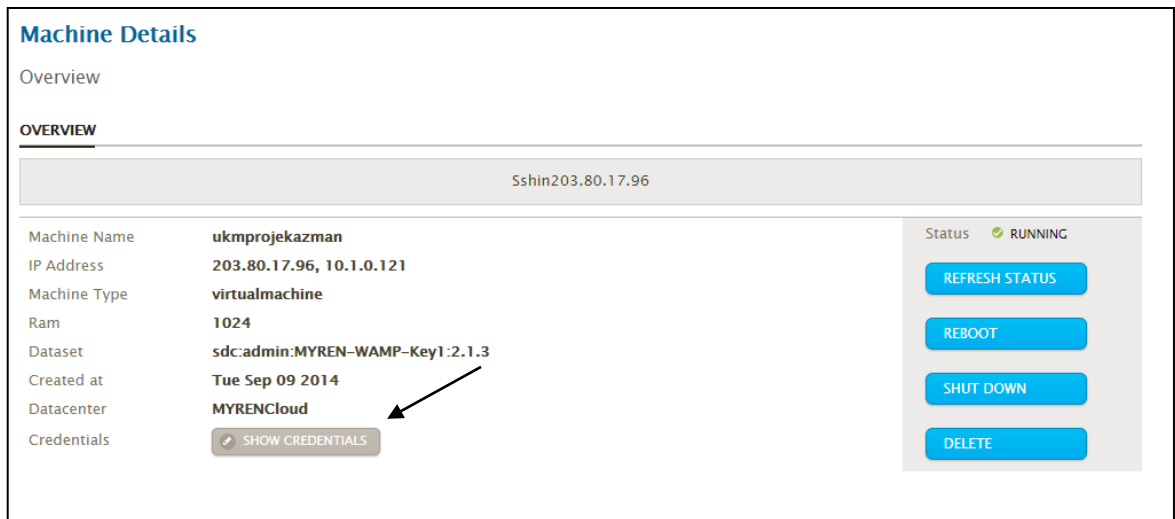 Machine Details
Overview
OVERVIEW
Sshin203.80.17.96
Machine Name ukmprojekazman
IP Address 203.80.17.96, 10.1.0.121
Machine Type virtualmachine
Ram 1024
Dataset sdc:admin:MYREN-WAMP-Key1:2.1.3
Created at Tue Sep 09 2014
Datacenter MYRENCloud
Credentials SHOW CREDENTIALS
Status RUNNING
REFRESH STATUS
REBOOT
SHUT DOWN
DELETE